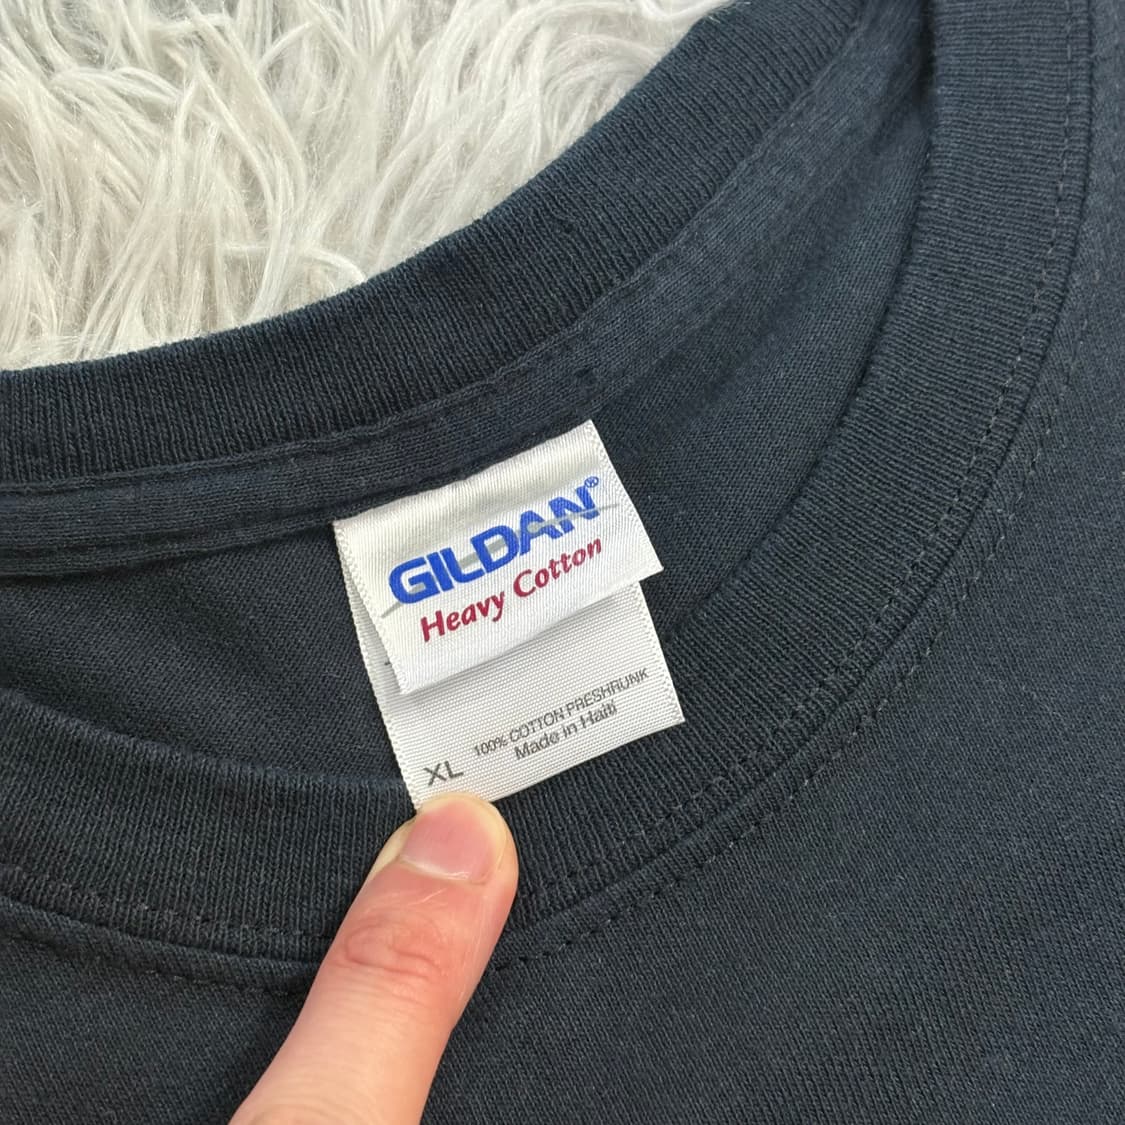 GILDAN®
Heavy Cotton
100% COTTON PRESHRUNK
Made in Haiti
XL